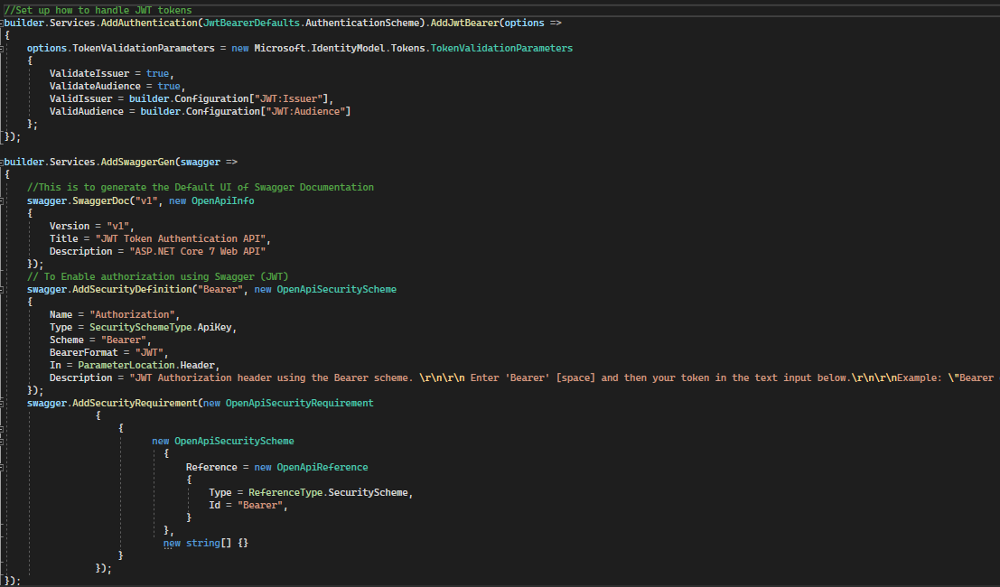 //Set up how to handle JWT tokens
builder.Services.AddAuthentication(JwtBearerDefaults.AuthenticationScheme).AddJwtBearer(options =>
{
    options.TokenValidationParameters = new Microsoft.IdentityModel.Tokens.TokenValidationParameters
    {
        ValidateIssuer = true,
        ValidateAudience = true,
        ValidIssuer = builder.Configuration["JWT:Issuer"],
        ValidAudience = builder.Configuration["JWT:Audience"]
    };
});

builder.Services.AddSwaggerGen(swagger =>
{
    //This is to generate the Default UI of Swagger Documentation
    swagger.SwaggerDoc("v1", new OpenApiInfo
    {
        Version = "v1",
        Title = "JWT Token Authentication API",
        Description = "ASP.NET Core 7 Web API"
    });
    // To Enable authorization using Swagger (JWT)
    swagger.AddSecurityDefinition("Bearer", new OpenApiSecurityScheme
    {
        Name = "Authorization",
        Type = SecuritySchemeType.ApiKey,
        Scheme = "Bearer",
        BearerFormat = "JWT",
        In = ParameterLocation.Header,
        Description = "JWT Authorization header using the Bearer scheme. \r\n\r\n Enter 'Bearer' [space] and then your token in the text input below.\r\n\r\nExample: \"Bearer
    });
    swagger.AddSecurityRequirement(new OpenApiSecurityRequirement
                {
                    {
                          new OpenApiSecurityScheme
                            {
                                Reference = new OpenApiReference
                                {
                                    Type = ReferenceType.SecurityScheme,
                                    Id = "Bearer",
                                }
                            },
                            new string[] {}
                    }
                });
});